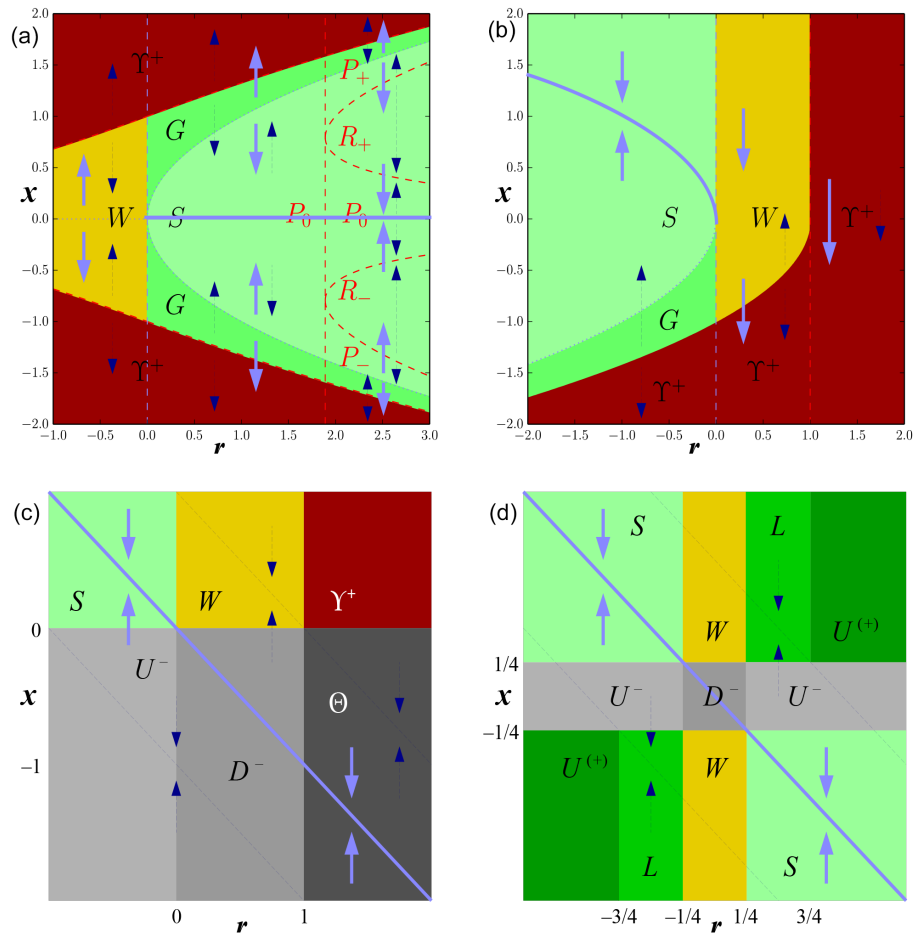 (a)
2.0
1.5
1.0
0.5
0.0
−0.5
−1.0
−1.5
−2.0
x
ϒ+
G
W
S
G
ϒ+
P+
R+
P0
P0
R−
P−
−1.0
−0.5
0.0
0.5
1.0
1.5
2.0
2.5
3.0
r
(b)
2.0
1.5
1.0
0.5
0.0
−0.5
−1.0
−1.5
−2.0
x
S
W
ϒ+
G
ϒ+
ϒ+
−2.0
−1.5
−1.0
−0.5
0.0
0.5
1.0
1.5
2.0
r
(c)
S
W
ϒ+
0
U−
x
Θ
−1
D−
0
r
1
(d)
S
L
W
U(+)
1/4
x
U−
D−
U−
−1/4
U(+)
W
L
S
−3/4
−1/4
r
1/4
3/4